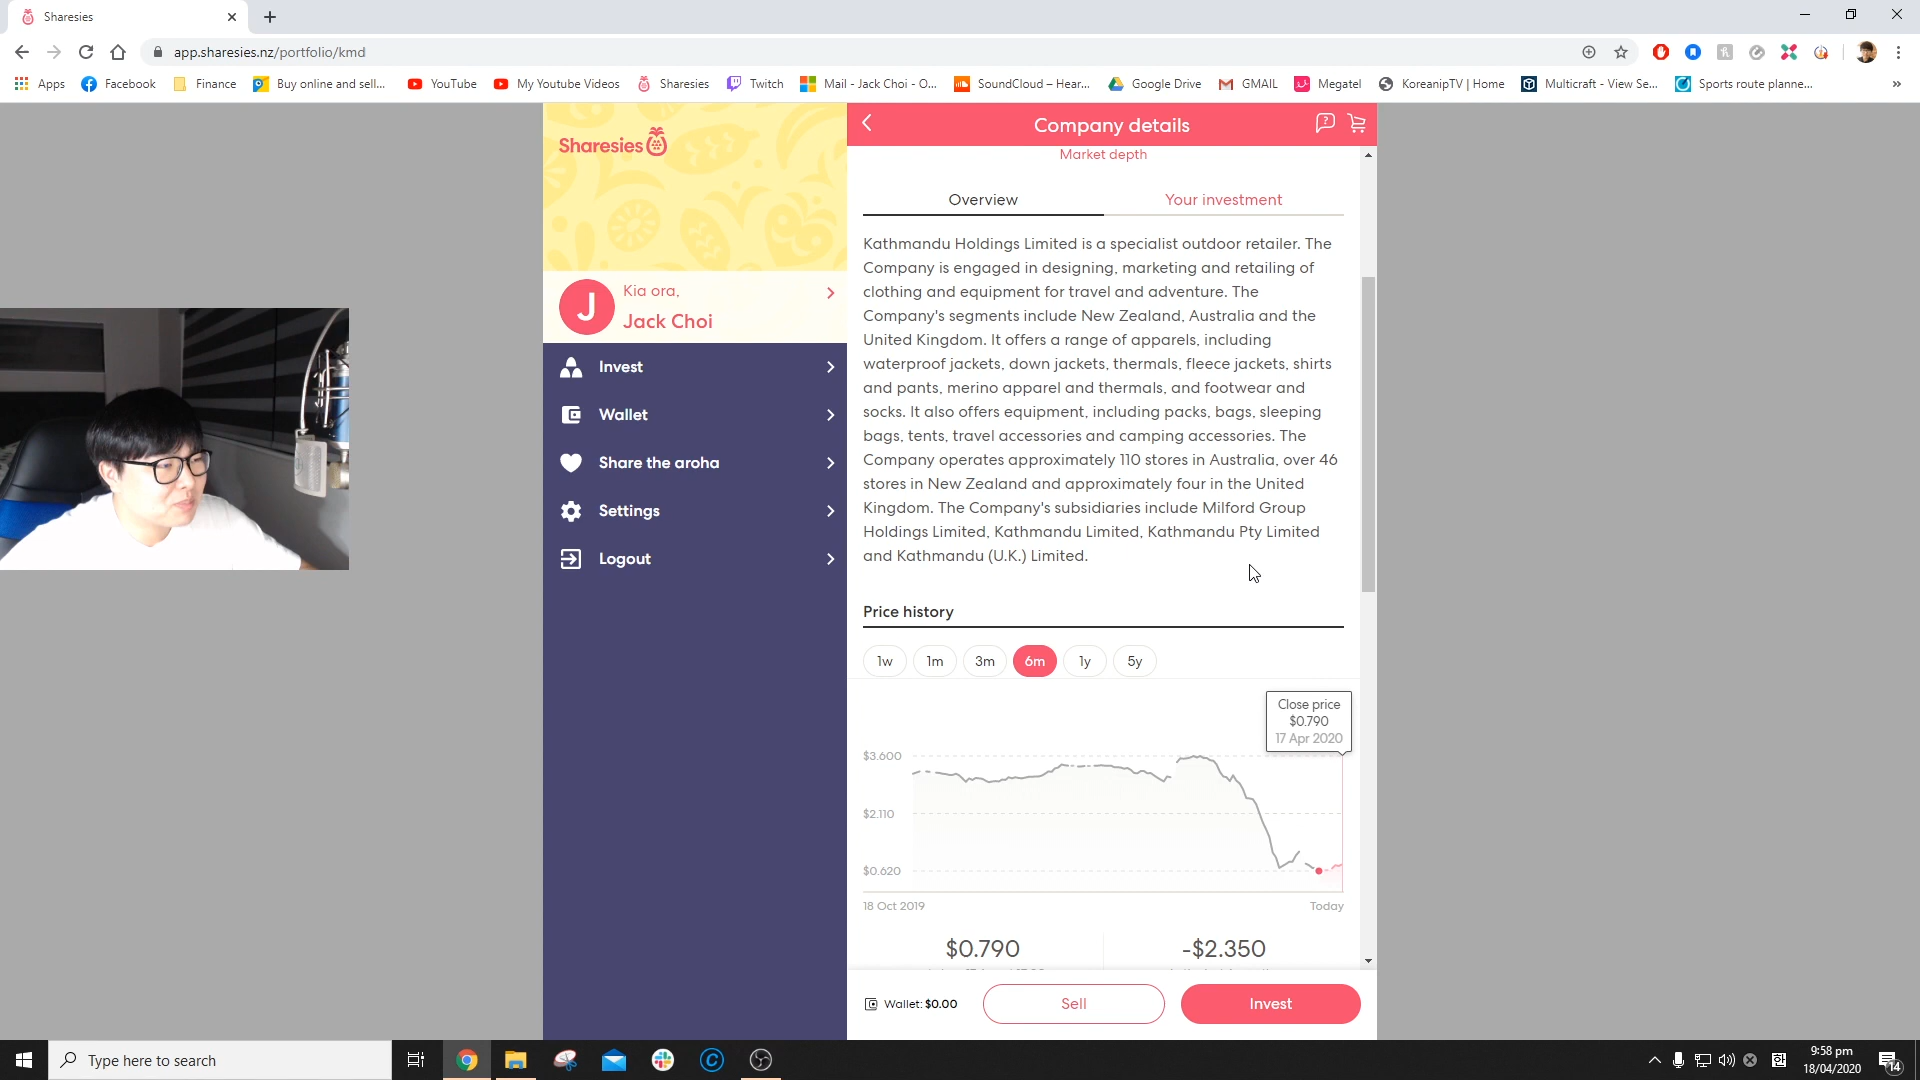 Sharesies
app.sharesies.nz/portfolio/kmd
Apps
Facebook
Finance
Buy online and sell...
YouTube
My Youtube Videos
Sharesies
Twitch
Mail - Jack Choi - O...
SoundCloud – Hear...
Google Drive
GMAIL
Megatel
KoreanipTV | Home
Multicraft - View Se...
Sports route planne...
»
Sharesies
Kia ora,
J
Jack Choi
Invest
Wallet
Share the aroha
Settings
Logout
Company details
Market depth
Overview
Your investment
Kathmandu Holdings Limited is a specialist outdoor retailer. The
Company is engaged in designing, marketing and retailing of
clothing and equipment for travel and adventure. The
Company's segments include New Zealand, Australia and the
United Kingdom. It offers a range of apparels, including
waterproof jackets, down jackets, thermals, fleece jackets, shirts
and pants, merino apparel and thermals, and footwear and
socks. It also offers equipment, including packs, bags, sleeping
bags, tents, travel accessories and camping accessories. The
Company operates approximately 110 stores in Australia, over 46
stores in New Zealand and approximately four in the United
Kingdom. The Company's subsidiaries include Milford Group
Holdings Limited, Kathmandu Limited, Kathmandu Pty Limited
and Kathmandu (U.K.) Limited.
Price history
1w
1m
3m
6m
1y
5y
Close price
$0.790
17 Apr 2020
$3.600
$2.110
$0.620
18 Oct 2019
Today
$0.790
-$2.350
Wallet: $0.00
Sell
Invest
Type here to search
9:58 pm
18/04/2020
14